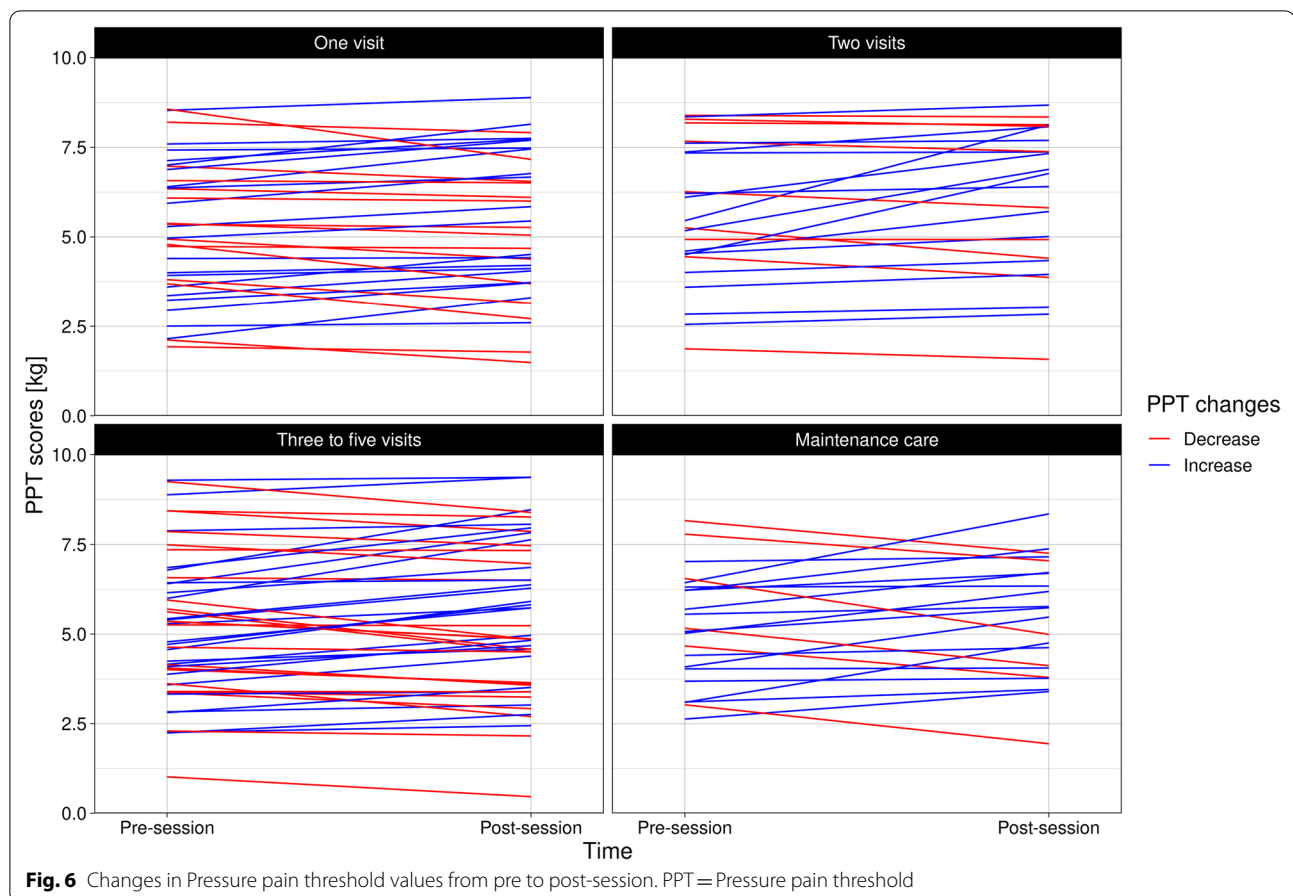 One visit
Two visits
10.0
7.5
5.0
2.5
0.0
Three to five visits
Maintenance care
10.0
7.5
5.0
2.5
0.0
PPT scores [kg]
Pre-session
Post-session
Pre-session
Post-session
Time
PPT changes
Decrease
Increase
Fig. 6 Changes in Pressure pain threshold values from pre to post-session. PPT = Pressure pain threshold